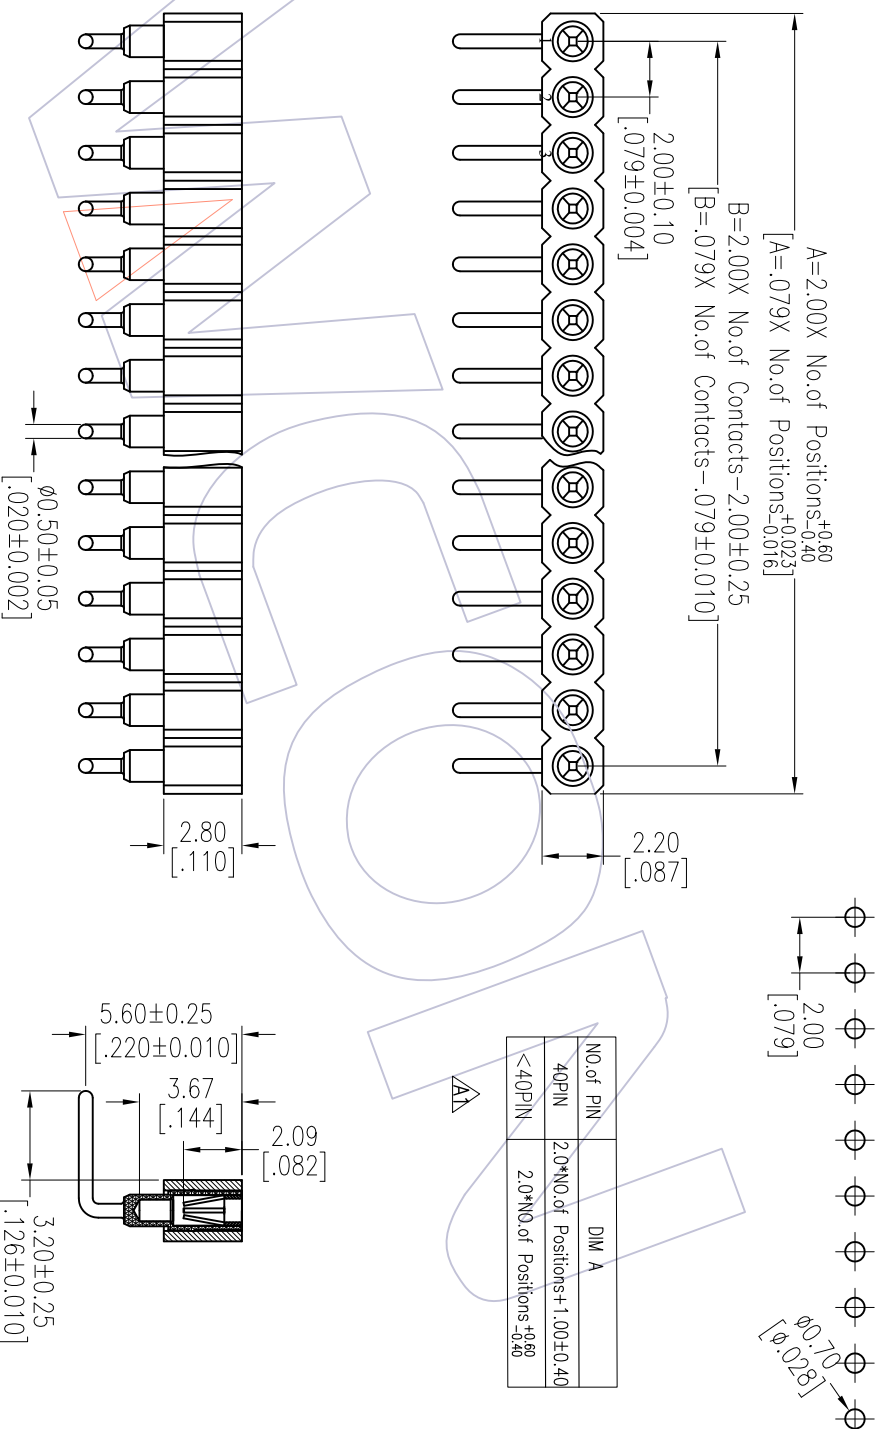 A=2.00X No.of Positions +0.60 -0.40
[A=.079X No.of Positions +0.023 -0.016]
B=2.00X No.of Contacts-2.00±0.25
[B=.079X No.of Contacts-.079±0.010]
2.00±0.10
[.079±0.004]
1
2
3
2.20
[.087]
ø0.50±0.05
[.020±0.002]
2.80
[.110]
2.00
[.079]
ø0.70
[ø.028]
NO.of PIN DIM A
40PIN 2.0*NO.of Positions+1.00±0.40
<40PIN 2.0*NO.of Positions +0.60 -0.40
A1
5.60±0.25
[.220±0.010]
3.67
[.144]
2.09
[.082]
3.20±0.25
[.126±0.010]